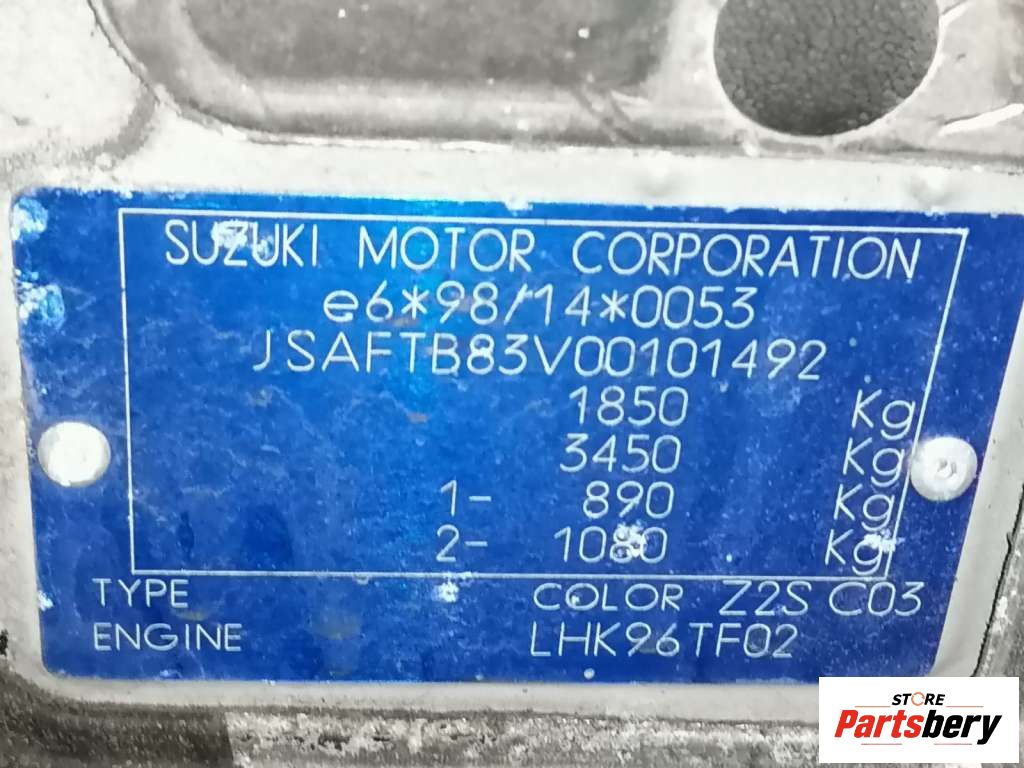 SUZUKI MOTOR CORPORATION
e6*98/14*0053
JSAFTB83V00101492
1850 Kg
3450 Kg
1- 890 Kg
2- 1080 Kg
TYPE COLOR Z2S C03
ENGINE LHK96TF02
STORE
Partsbery